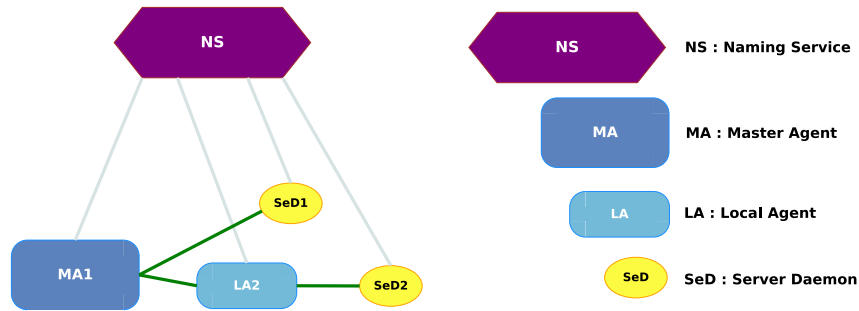 NS
SeD1
MA1
LA2
SeD2
NS
NS : Naming Service
MA
MA : Master Agent
LA
LA : Local Agent
SeD
SeD : Server Daemon